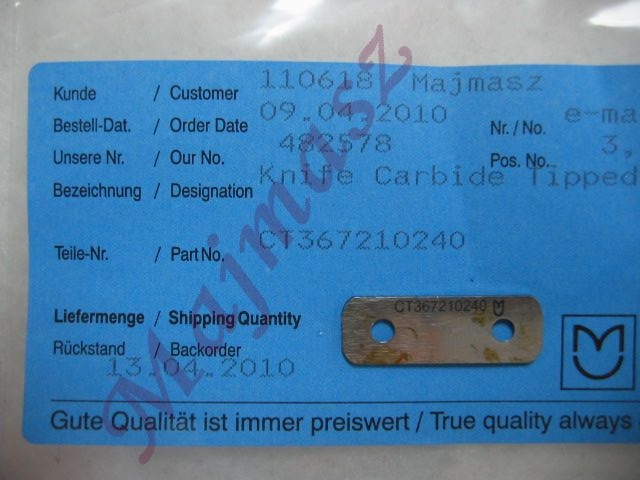 Kunde / Customer 110618 Majmasz
Bestell-Dat. / Order Date 09.04.2010 Nr. / No. e-ma
Unsere Nr. / Our No. 482578 Pos. No. 3,
Bezeichnung / Designation Knife Carbide Tipped
Teile-Nr. / Part No. CT367210240
CT367210240
Liefermenge / Shipping Quantity
Rückstand / Backorder
13.04.2010
Gute Qualität ist immer preiswert / True quality always
Majmasz